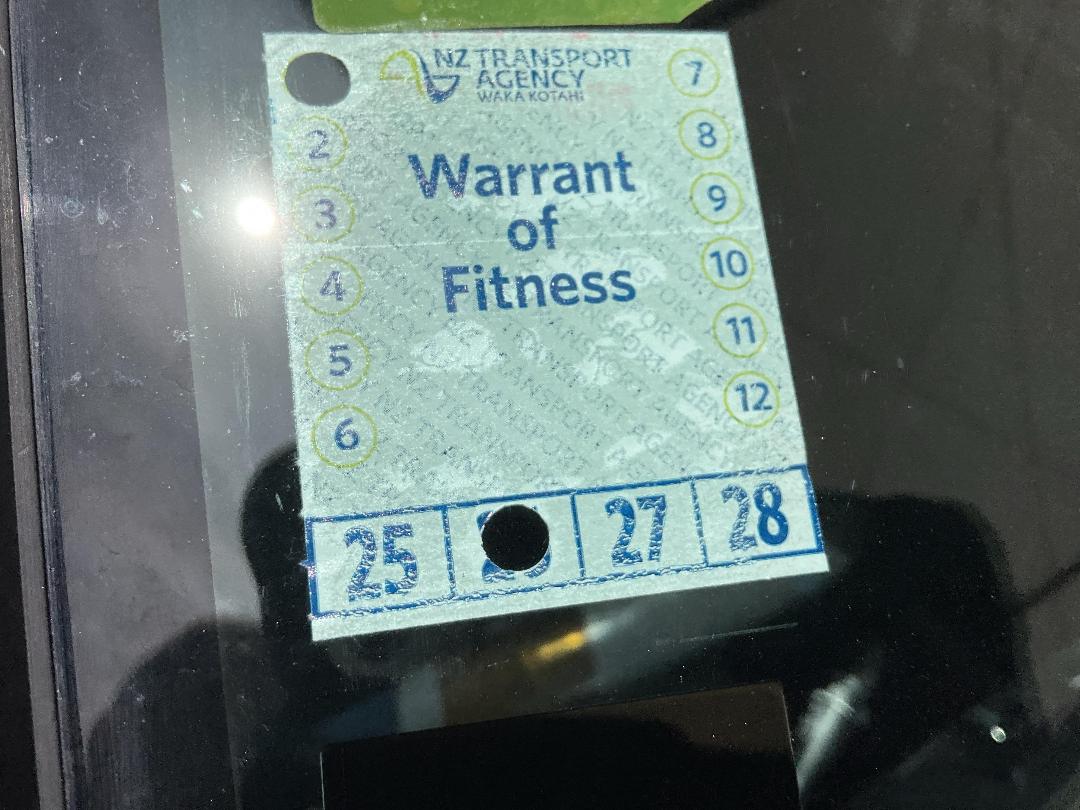 NZ TRANSPORT
AGENCY
WAKA KOTAHI
Warrant
of
Fitness
2
3
4
5
6
7
8
9
10
11
12
25
27
28